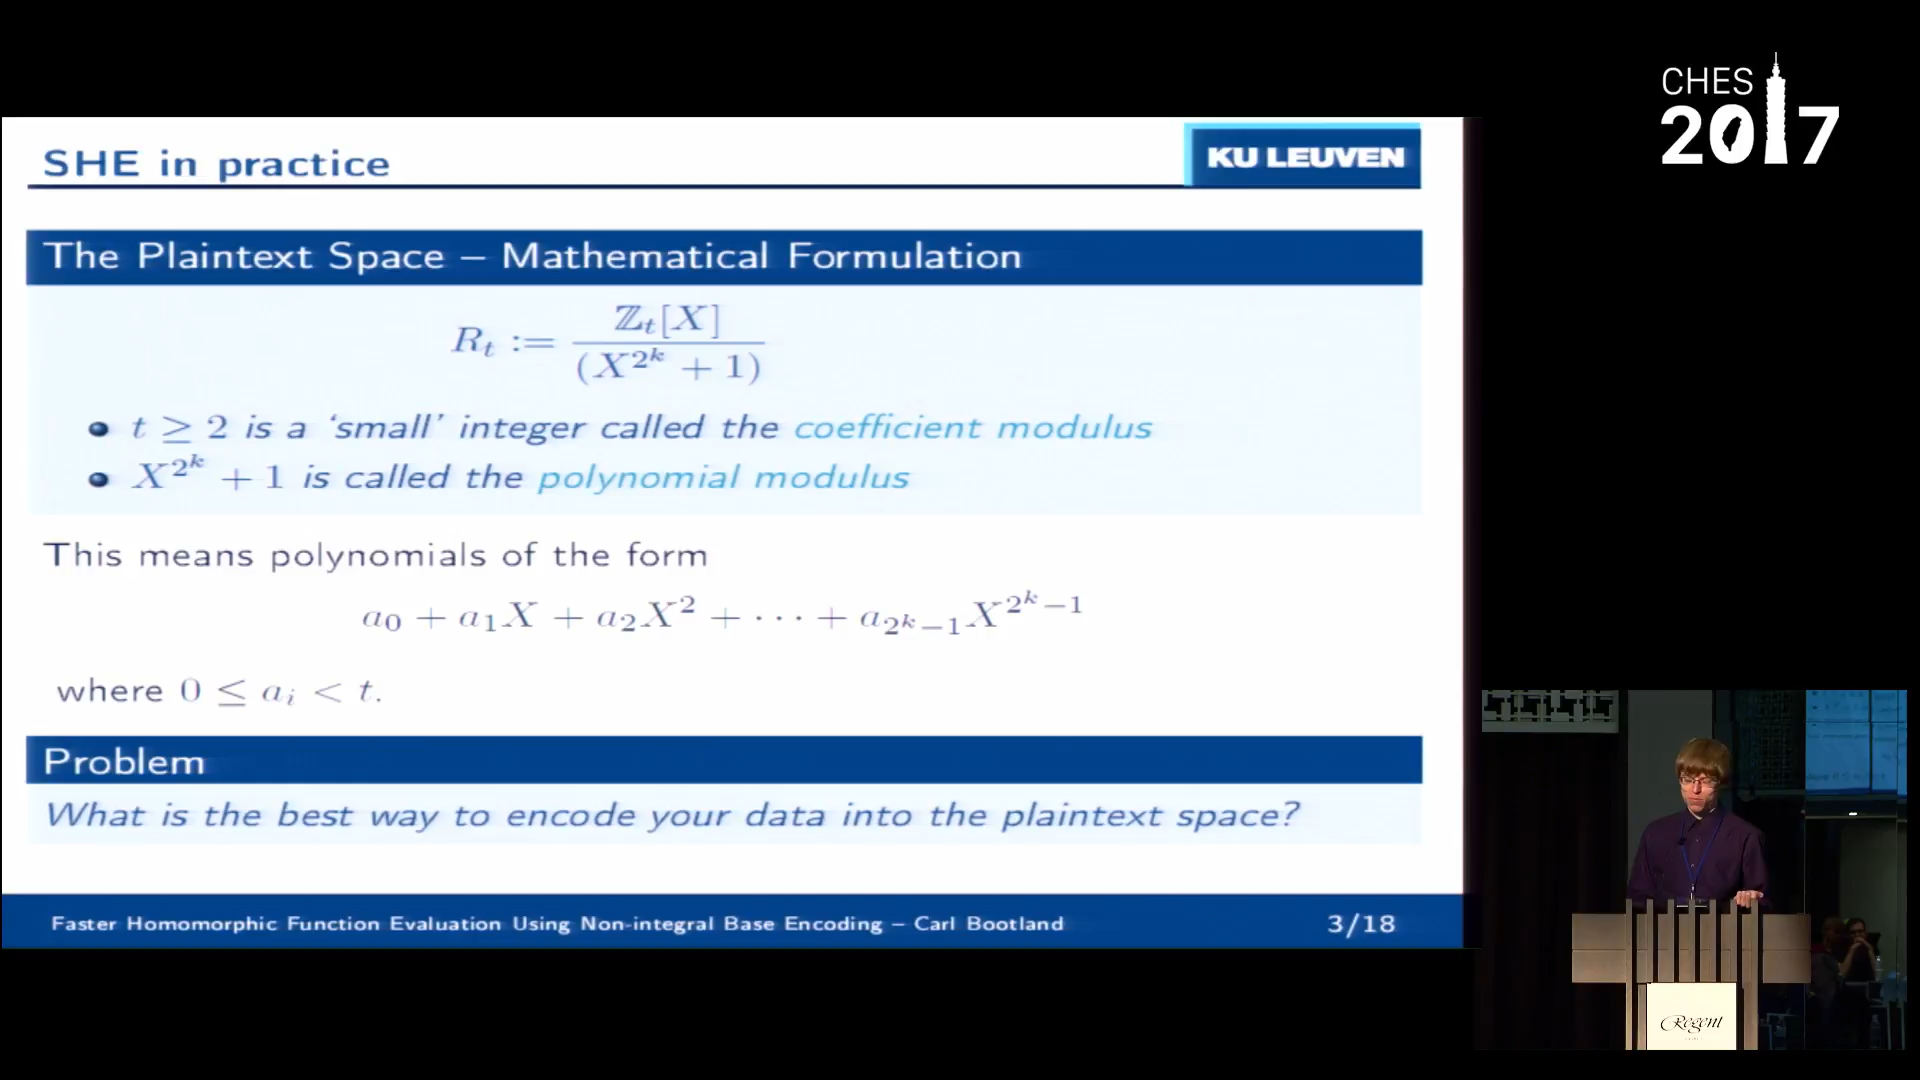 CHES
2017
SHE in practice
KU LEUVEN
The Plaintext Space – Mathematical Formulation
R_t := ℤ_t[X] / (X^{2^k} + 1)
• t ≥ 2 is a ‘small’ integer called the coefficient modulus
• X^{2^k} + 1 is called the polynomial modulus
This means polynomials of the form
a_0 + a_1X + a_2X^2 + ··· + a_{2^k−1}X^{2^k−1}
where 0 ≤ a_i < t.
Problem
What is the best way to encode your data into the plaintext space?
Faster Homomorphic Function Evaluation Using Non-integral Base Encoding – Carl Bootland
3/18
Regent